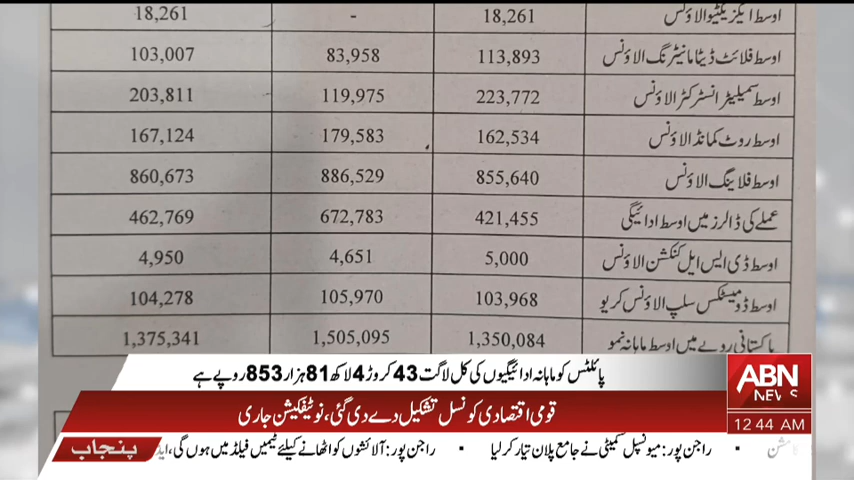 اوسط ایگزیکٹیو الاؤنس 18,261 - 18,261
اوسط فلائٹ ڈیٹا مانیٹرنگ الاؤنس 113,893 83,958 103,007
اوسط سمیلیٹر انسٹرکٹر الاؤنس 223,772 119,975 203,811
اوسط روٹ کمانڈ الاؤنس 162,534 179,583 167,124
اوسط فلاینگ الاؤنس 855,640 886,529 860,673
عملے کی ڈالرز میں اوسط ادائیگی 421,455 672,783 462,769
اوسط ڈی ایس ایل کنکشن الاؤنس 5,000 4,651 4,950
اوسط ڈومیسٹکس سلپ الاؤنس کریو 103,968 105,970 104,278
پاکستانی روپے میں اوسط ماہانہ نمو 1,350,084 1,505,095 1,375,341
پائلٹس کو ماہانہ ادائیگیوں کی کل لاگت 43 کروڑ 4 لاکھ 81 ہزار 853 روپے ہے
قومی اقتصادی کونسل تشکیل دے دی گئی، نوٹیفکیشن جاری
ABN
NEWS
12:44 AM
راجن پور: میونسپل کمیٹی نے جامع پلان تیار کر لیا · راجن پور: آلائشوں کو اٹھانے کیلئے ٹیمیں فیلڈ میں ہوں گی،
پنجاب